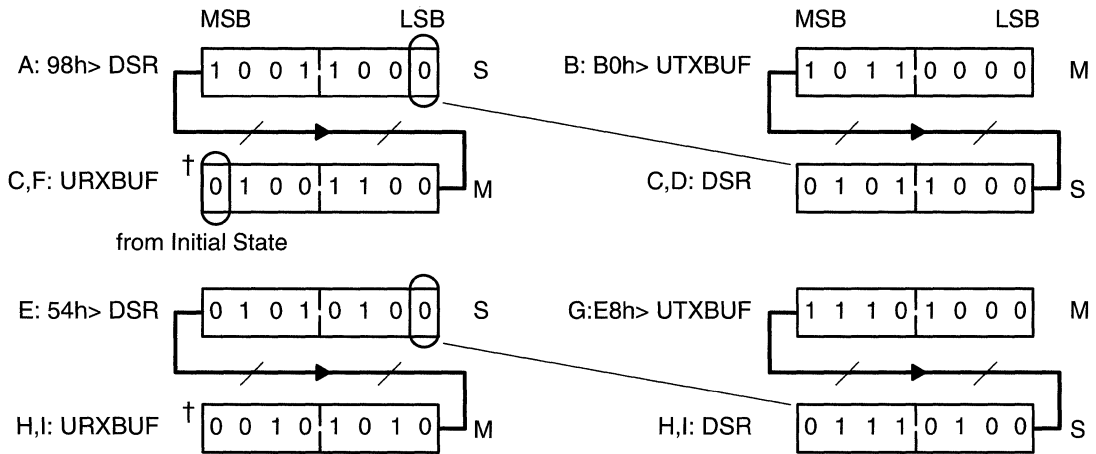 MSB LSB MSB LSB
A: 98h> DSR 1 0 0 1 1 0 0 0 S B: B0h> UTXBUF 1 0 1 1 0 0 0 0 M
†
C,F: URXBUF 0 1 0 0 1 1 0 0 M C,D: DSR 0 1 0 1 1 0 0 0 S
from Initial State
E: 54h> DSR 0 1 0 1 0 1 0 0 S G:E8h> UTXBUF 1 1 1 0 1 0 0 0 M
†
H,I: URXBUF 0 0 1 0 1 0 1 0 M H,I: DSR 0 1 1 1 0 1 0 0 S